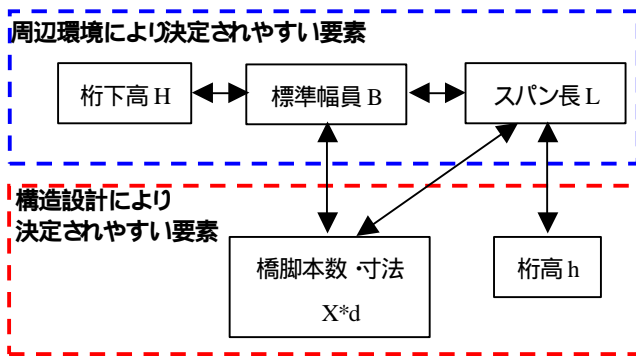 周辺環境により決定されやすい要素
桁下高 H
標準幅員 B
スパン長 L
構造設計により
決定されやすい要素
橋脚本数・寸法
X*d
桁高 h